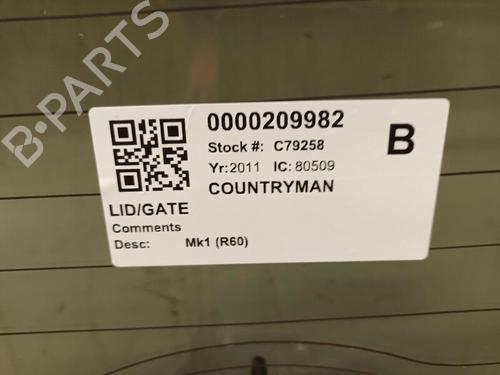 B-PARTS
0000209982
Stock #: C79258
B
Yr: 2011 IC: 80509
COUNTRYMAN
LID/GATE
Comments
Desc: Mk1 (R60)